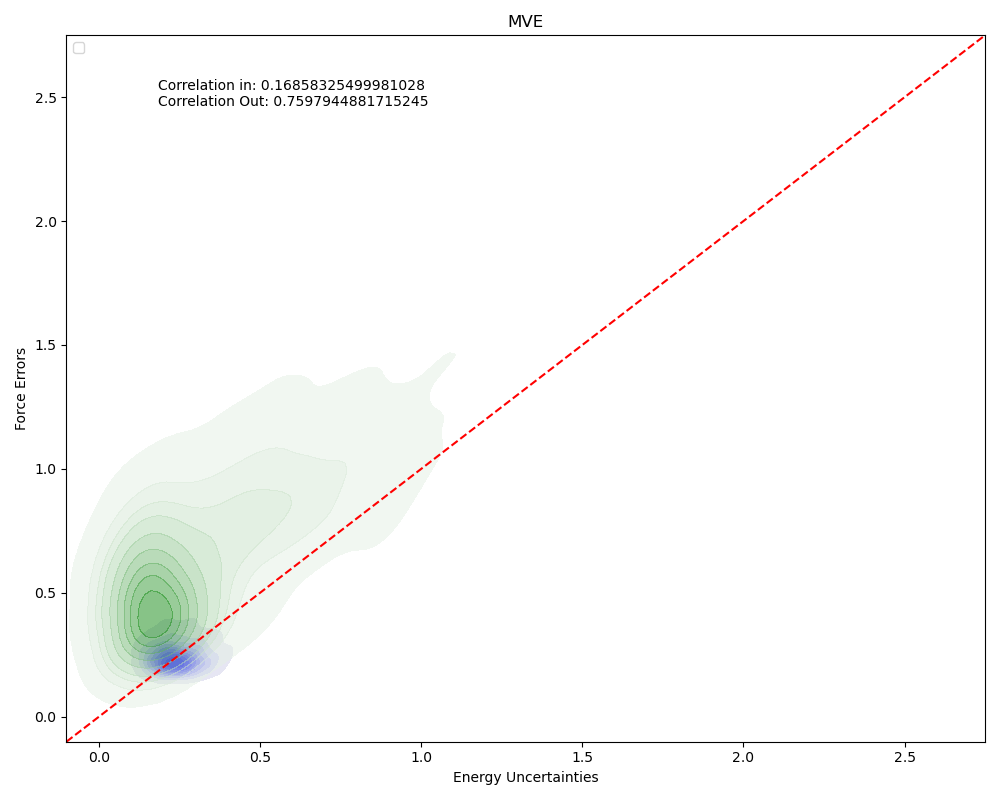 MVE
Correlation in: 0.16858325499981028
Correlation Out: 0.7597944881715245
2.5
2.0
1.5
1.0
0.5
0.0
Force Errors
0.0 0.5 1.0 1.5 2.0 2.5
Energy Uncertainties